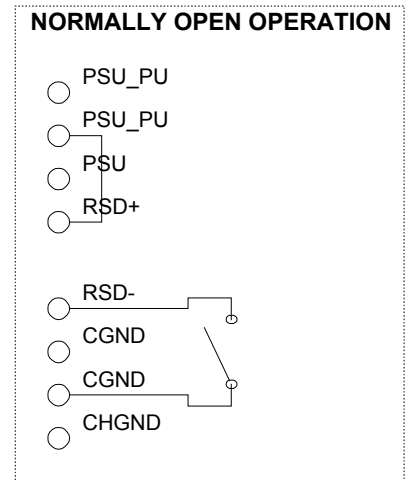 NORMALLY OPEN OPERATION
PSU_PU
PSU_PU
PSU
RSD+
RSD-
CGND
CGND
CHGND